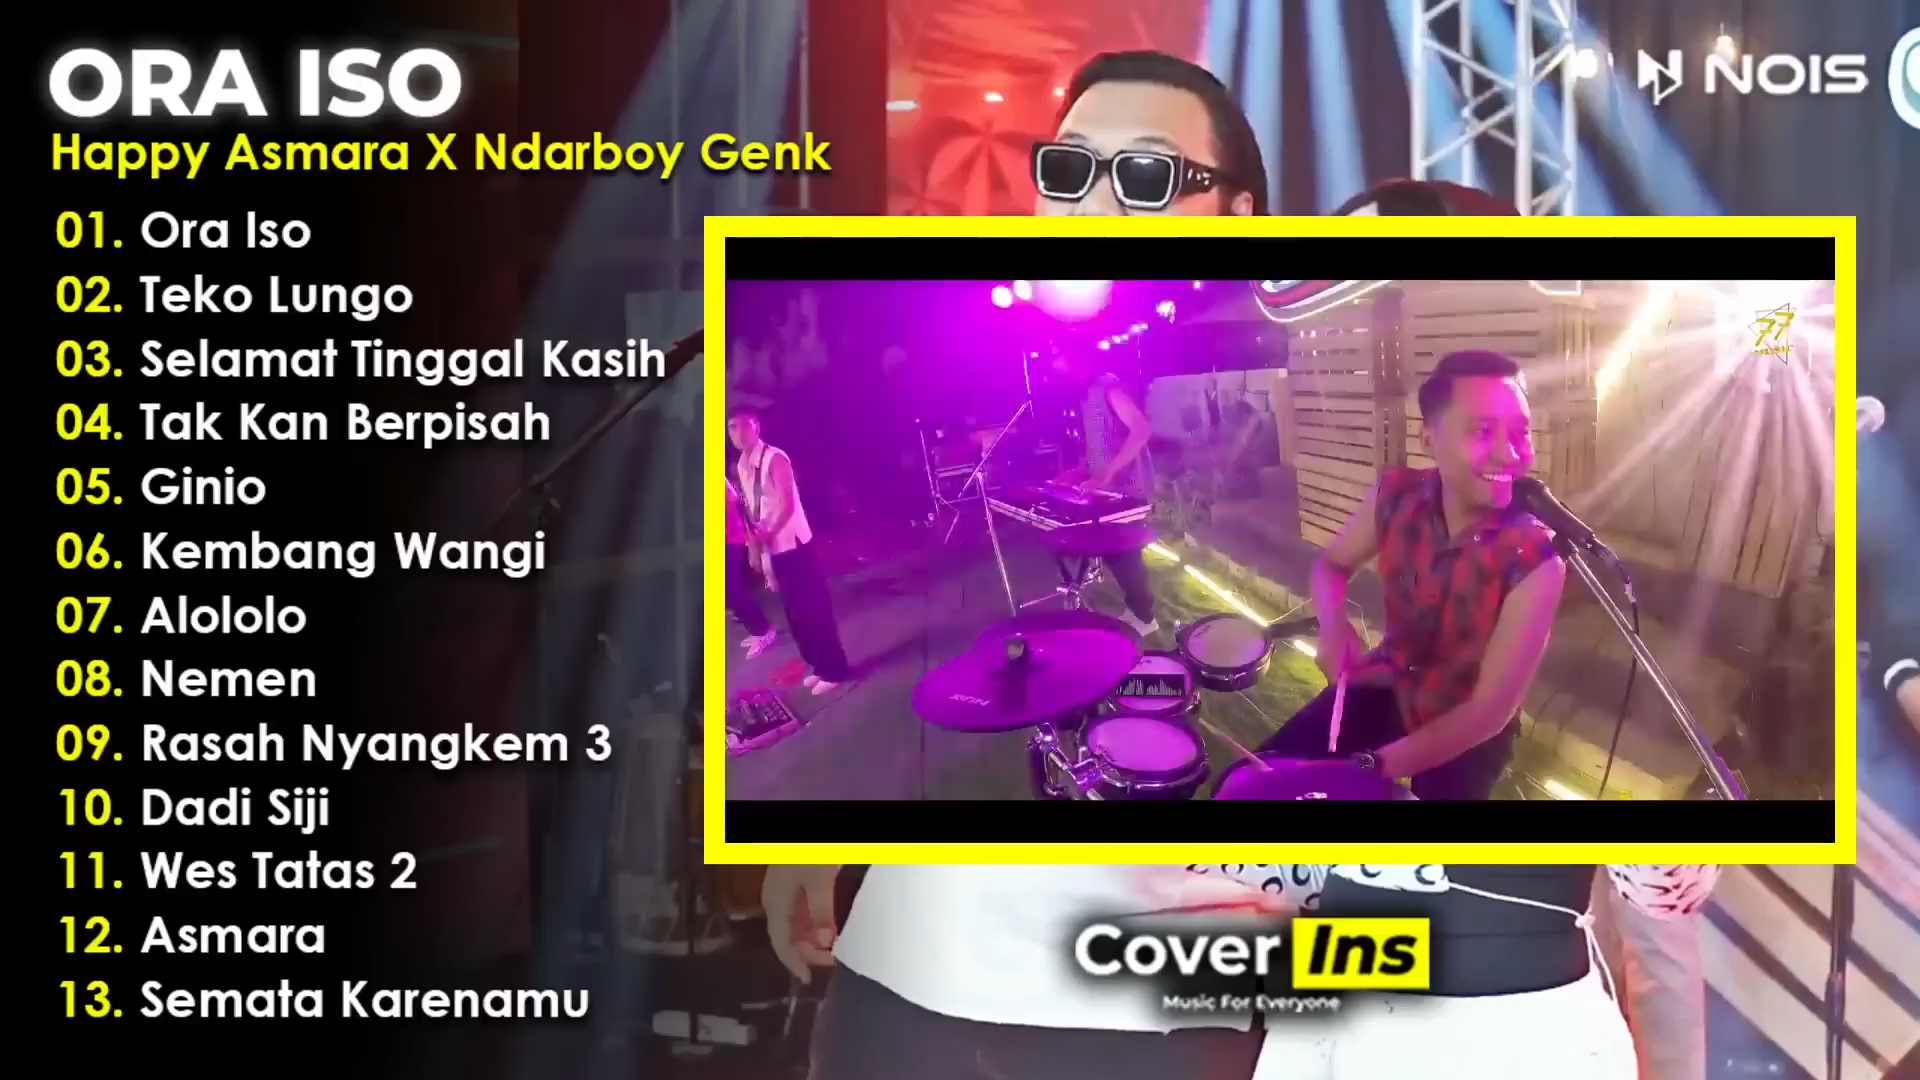 ORA ISO
NOIS
Happy Asmara X Ndarboy Genk
01. Ora Iso
02. Teko Lungo
03. Selamat Tinggal Kasih
04. Tak Kan Berpisah
05. Ginio
06. Kembang Wangi
07. Alololo
08. Nemen
09. Rasah Nyangkem 3
10. Dadi Siji
11. Wes Tatas 2
12. Asmara
13. Semata Karenamu
77
Cover Ins
Music For Everyone